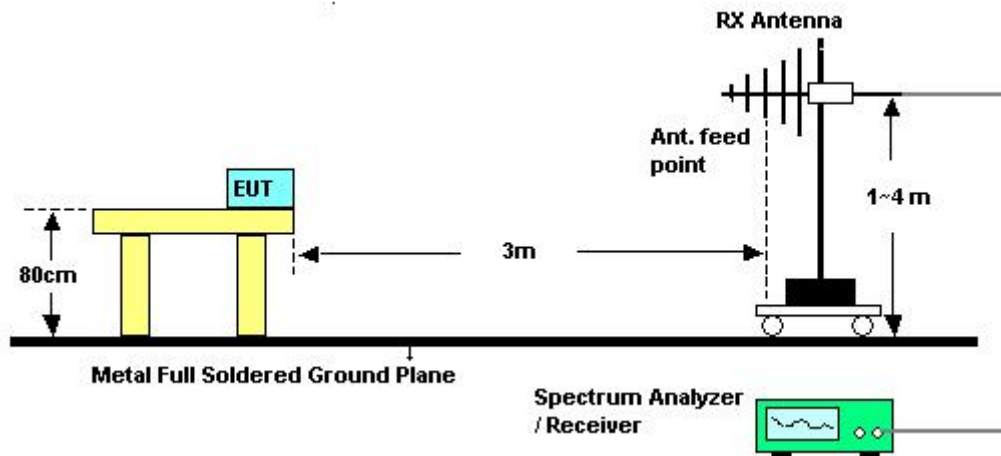 RX Antenna
Ant. feed
point
EUT
1~4 m
3m
80cm
Metal Full Soldered Ground Plane
Spectrum Analyzer
/ Receiver